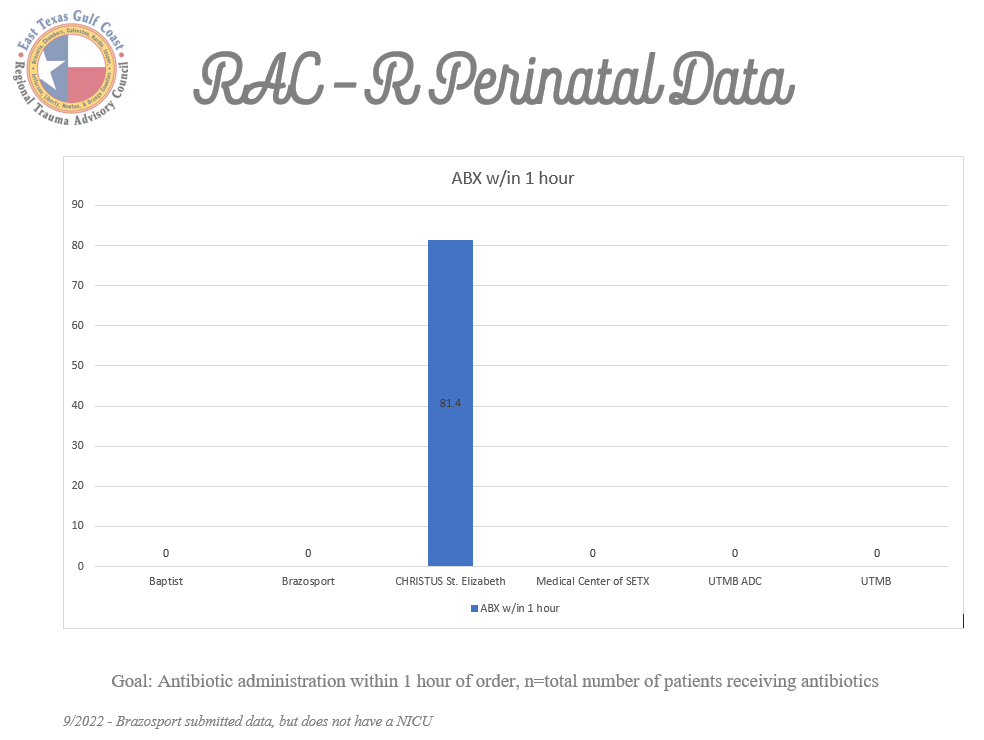 East Texas Gulf Coast
Regional Trauma Advisory Council
RAC – R Perinatal Data
ABX w/in 1 hour
90
80
70
60
50
40
30
20
10
0
81.4
0 0 0 0 0
Baptist Brazosport CHRISTUS St. Elizabeth Medical Center of SETX UTMB ADC UTMB
ABX w/in 1 hour
Goal: Antibiotic administration within 1 hour of order, n=total number of patients receiving antibiotics
9/2022 - Brazosport submitted data, but does not have a NICU